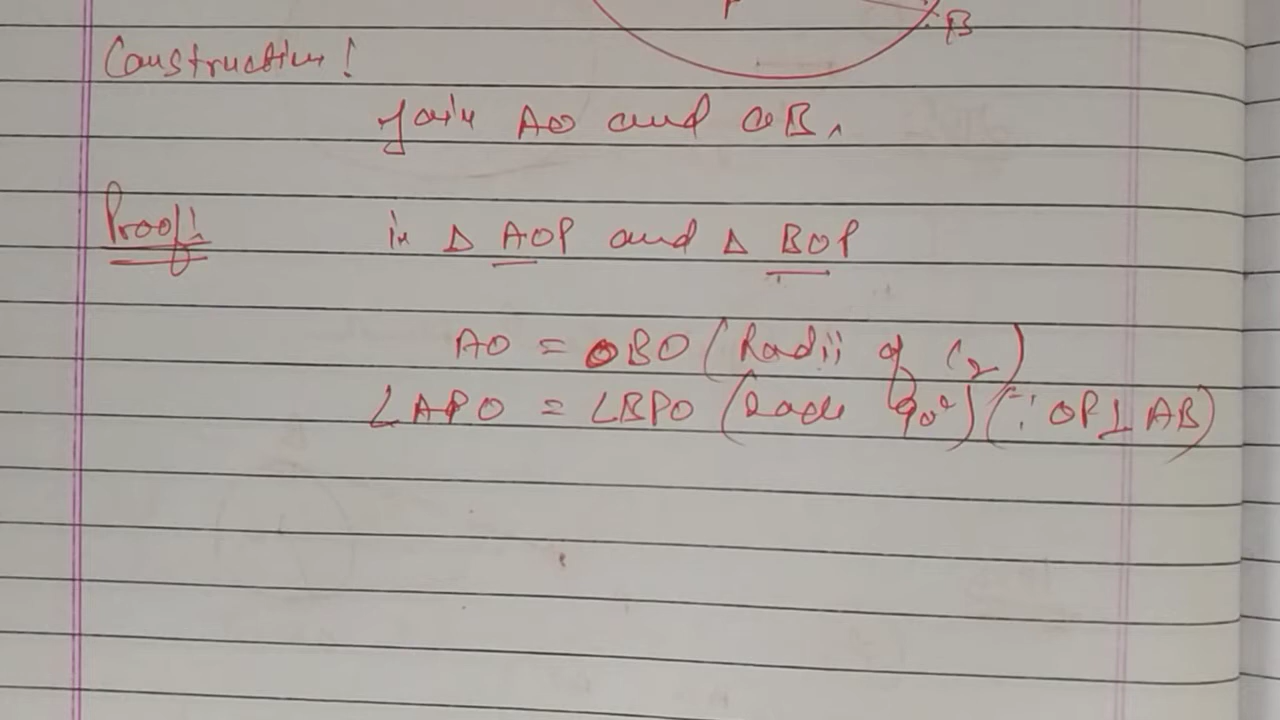 B
Construction!
Join AO and OB.
Proof!
in Δ AOP and Δ BOP
AO = OBO (Radii of C2)
∠APO = ∠BPO (Each 90°) (∵ OP⊥ AB)